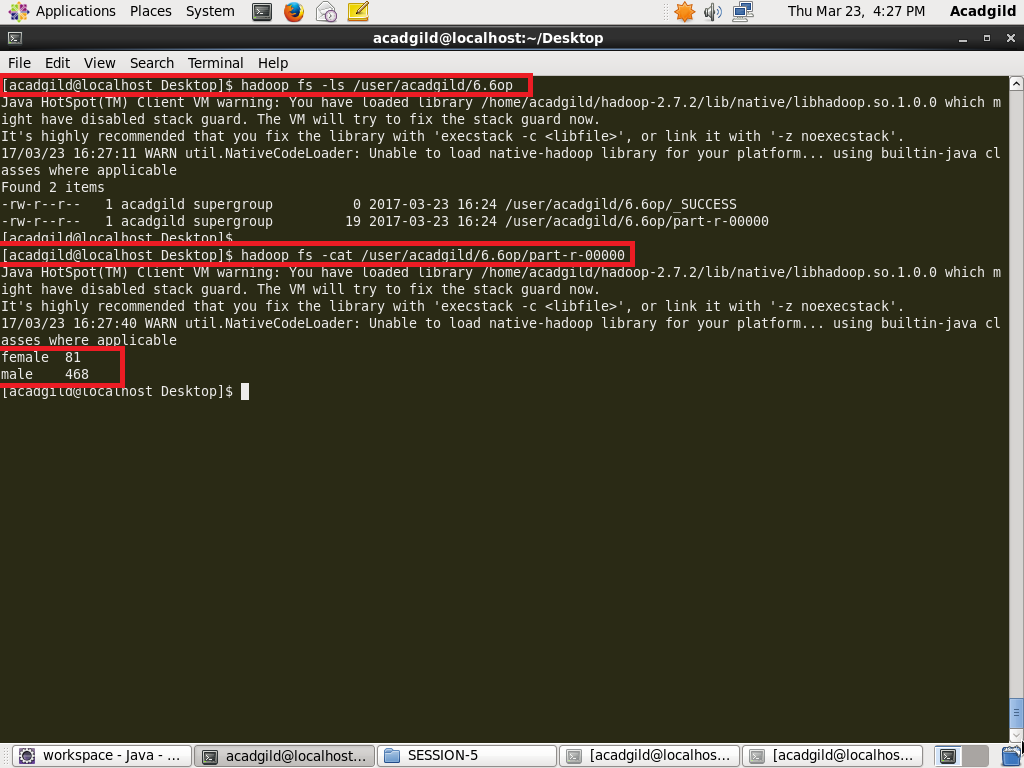 Applications Places System Thu Mar 23, 4:27 PM Acadgild
acadgild@localhost:~/Desktop
File Edit View Search Terminal Help
[acadgild@localhost Desktop]$ hadoop fs -ls /user/acadgild/6.6op
Java HotSpot(TM) Client VM warning: You have loaded library /home/acadgild/hadoop-2.7.2/lib/native/libhadoop.so.1.0.0 which m
ight have disabled stack guard. The VM will try to fix the stack guard now.
It's highly recommended that you fix the library with 'execstack -c <libfile>', or link it with '-z noexecstack'.
17/03/23 16:27:11 WARN util.NativeCodeLoader: Unable to load native-hadoop library for your platform... using builtin-java cl
asses where applicable
Found 2 items
-rw-r--r--   1 acadgild supergroup          0 2017-03-23 16:24 /user/acadgild/6.6op/_SUCCESS
-rw-r--r--   1 acadgild supergroup         19 2017-03-23 16:24 /user/acadgild/6.6op/part-r-00000
[acadgild@localhost Desktop]$
[acadgild@localhost Desktop]$ hadoop fs -cat /user/acadgild/6.6op/part-r-00000
Java HotSpot(TM) Client VM warning: You have loaded library /home/acadgild/hadoop-2.7.2/lib/native/libhadoop.so.1.0.0 which m
ight have disabled stack guard. The VM will try to fix the stack guard now.
It's highly recommended that you fix the library with 'execstack -c <libfile>', or link it with '-z noexecstack'.
17/03/23 16:27:40 WARN util.NativeCodeLoader: Unable to load native-hadoop library for your platform... using builtin-java cl
asses where applicable
female  81
male    468
[acadgild@localhost Desktop]$
workspace - Java - ... acadgild@localhost... SESSION-5 [acadgild@localhos... [acadgild@localhos...